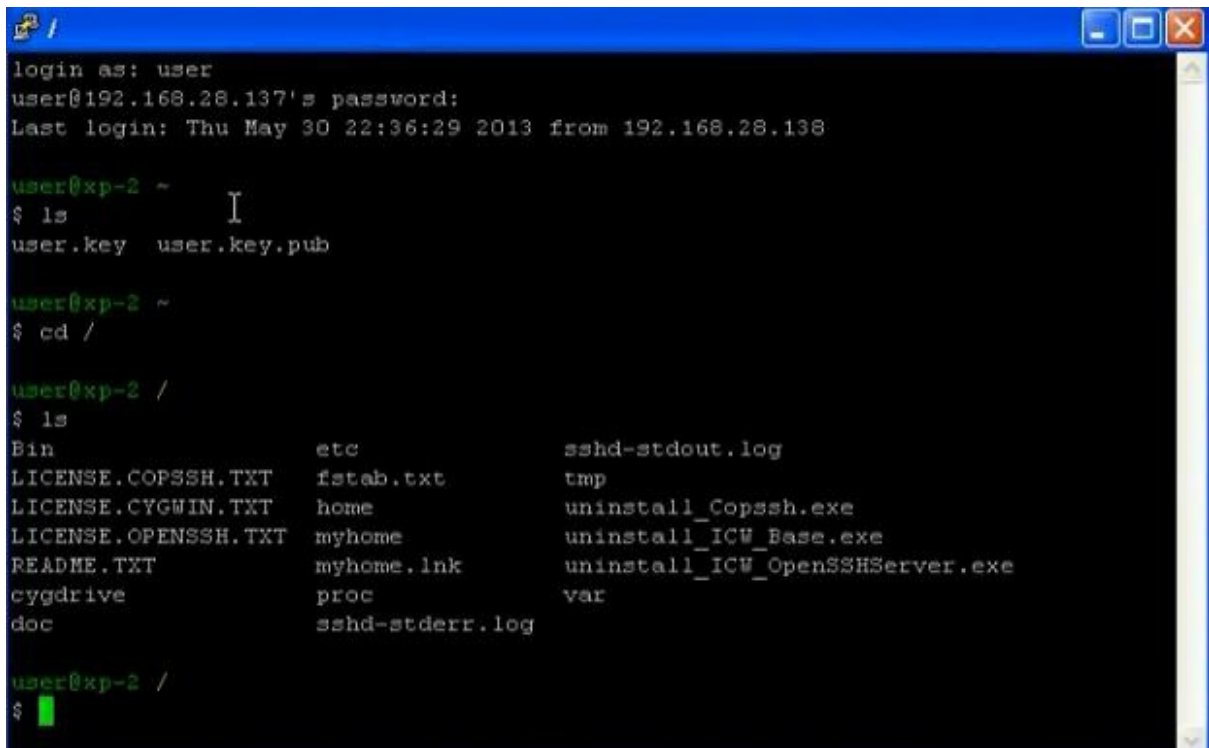 /
login as: user
user@192.168.28.137's password:
Last login: Thu May 30 22:36:29 2013 from 192.168.28.138
user@xp-2 ~
$ ls
user.key  user.key.pub
user@xp-2 ~
$ cd /
user@xp-2 /
$ ls
Bin                  etc              sshd-stdout.log
LICENSE.COPSSH.TXT   fstab.txt        tmp
LICENSE.CYGWIN.TXT   home             uninstall_Copssh.exe
LICENSE.OPENSSH.TXT  myhome           uninstall_ICW_Base.exe
README.TXT           myhome.lnk       uninstall_ICW_OpenSSHServer.exe
cygdrive             proc             var
doc                  sshd-stderr.log
user@xp-2 /
$